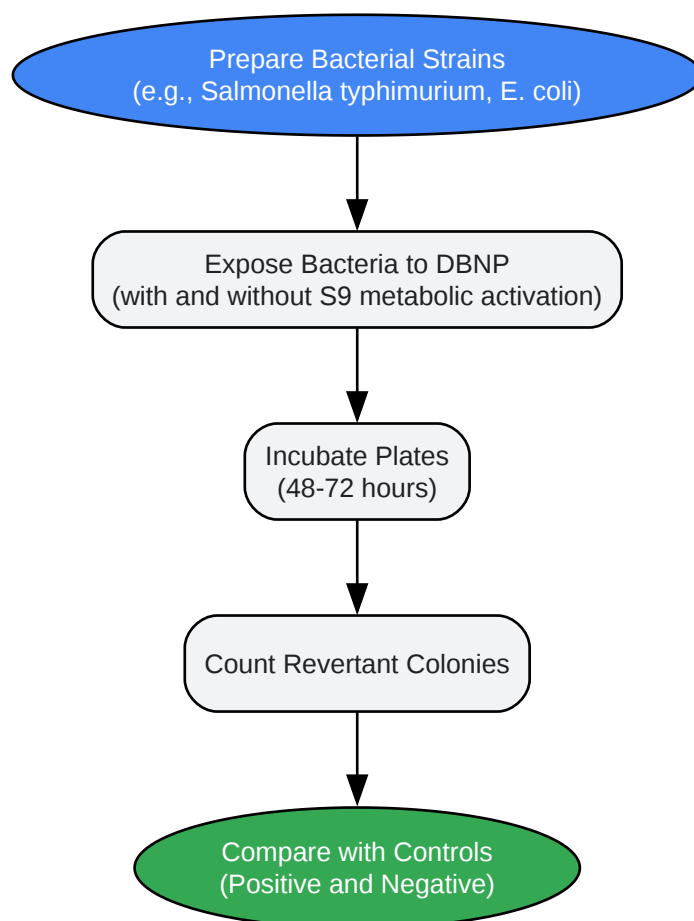 Prepare Bacterial Strains
(e.g., Salmonella typhimurium, E. coli)
Expose Bacteria to DBNP
(with and without S9 metabolic activation)
Incubate Plates
(48-72 hours)
Count Revertant Colonies
Compare with Controls
(Positive and Negative)